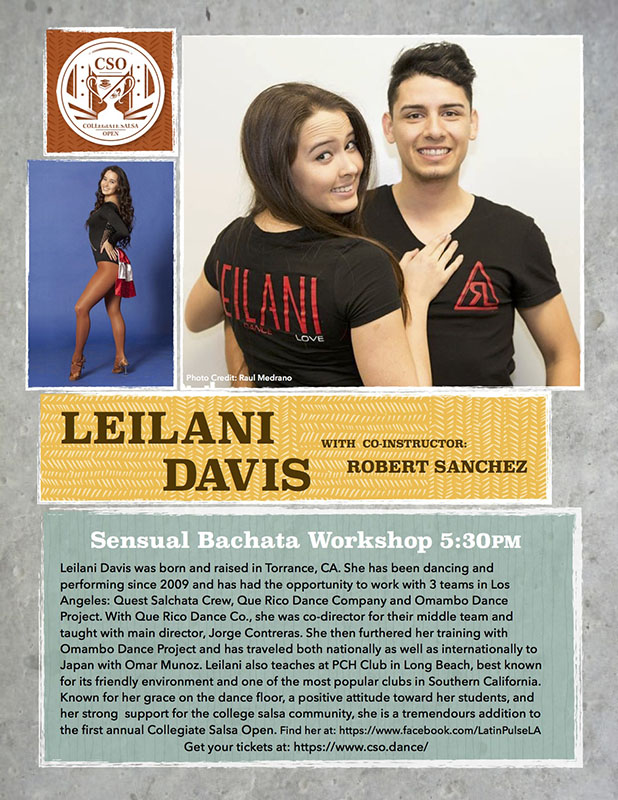 CSO
COLLEGIATE SALSA
OPEN
LEILANI
DANCE
LOVE
RL
Photo Credit: Raul Medrano
LEILANI
DAVIS
WITH CO-INSTRUCTOR:
ROBERT SANCHEZ
Sensual Bachata Workshop 5:30PM
Leilani Davis was born and raised in Torrance, CA. She has been dancing and
performing since 2009 and has had the opportunity to work with 3 teams in Los
Angeles: Quest Salchata Crew, Que Rico Dance Company and Omambo Dance
Project. With Que Rico Dance Co., she was co-director for their middle team and
taught with main director, Jorge Contreras. She then furthered her training with
Omambo Dance Project and has traveled both nationally as well as internationally to
Japan with Omar Munoz. Leilani also teaches at PCH Club in Long Beach, best known
for its friendly environment and one of the most popular clubs in Southern California.
Known for her grace on the dance floor, a positive attitude toward her students, and
her strong support for the college salsa community, she is a tremendours addition to
the first annual Collegiate Salsa Open. Find her at: https://www.facebook.com/LatinPulseLA
Get your tickets at: https://www.cso.dance/